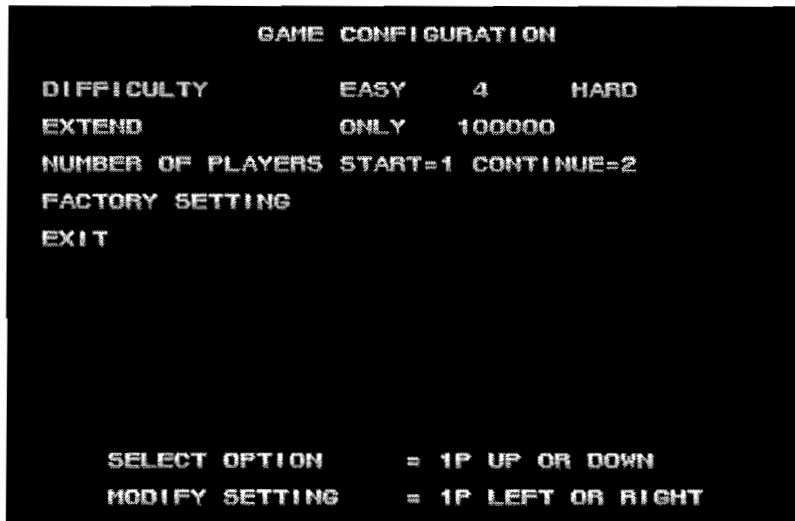 GAME CONFIGURATION
DIFFICULTY EASY 4 HARD
EXTEND ONLY 100000
NUMBER OF PLAYERS START=1 CONTINUE=2
FACTORY SETTING
EXIT
SELECT OPTION = 1P UP OR DOWN
MODIFY SETTING = 1P LEFT OR RIGHT